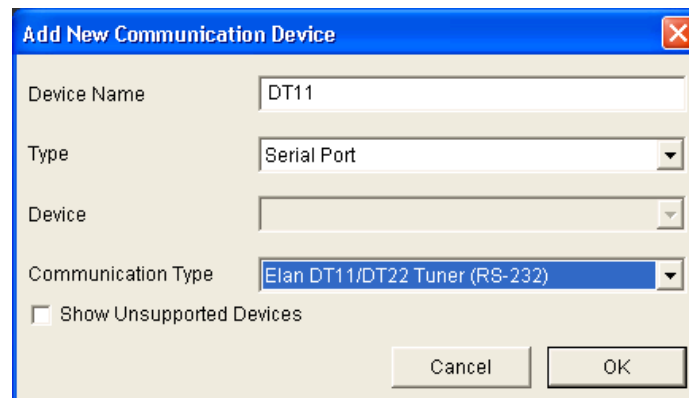 Add New Communication Device
Device Name DT11
Type Serial Port
Device
Communication Type Elan DT11/DT22 Tuner (RS-232)
Show Unsupported Devices
Cancel OK